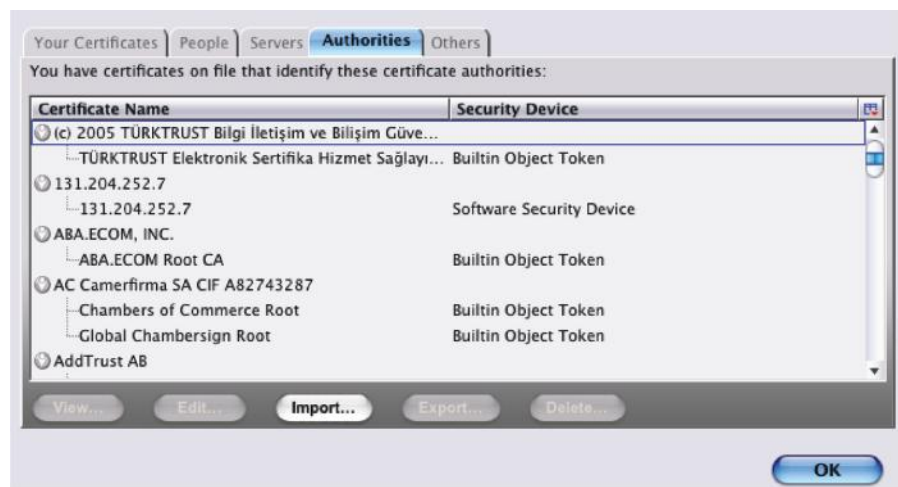 Your Certificates People Servers Authorities Others
You have certificates on file that identify these certificate authorities:
Certificate Name Security Device
(c) 2005 TÜRKTRUST Bilgi İletişim ve Bilişim Güve...
TÜRKTRUST Elektronik Sertifika Hizmet Sağlayı... Builtin Object Token
131.204.252.7
131.204.252.7 Software Security Device
ABA.ECOM, INC.
ABA.ECOM Root CA Builtin Object Token
AC Camerfirma SA CIF A82743287
Chambers of Commerce Root Builtin Object Token
Global Chambersign Root Builtin Object Token
AddTrust AB
View... Edit... Import... Export... Delete...
OK